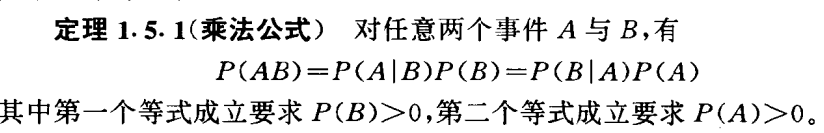 定理 1.5.1(乘法公式) 对任意两个事件 A 与 B,有
P(AB)=P(A|B)P(B)=P(B|A)P(A)
其中第一个等式成立要求 P(B)>0,第二个等式成立要求 P(A)>0。